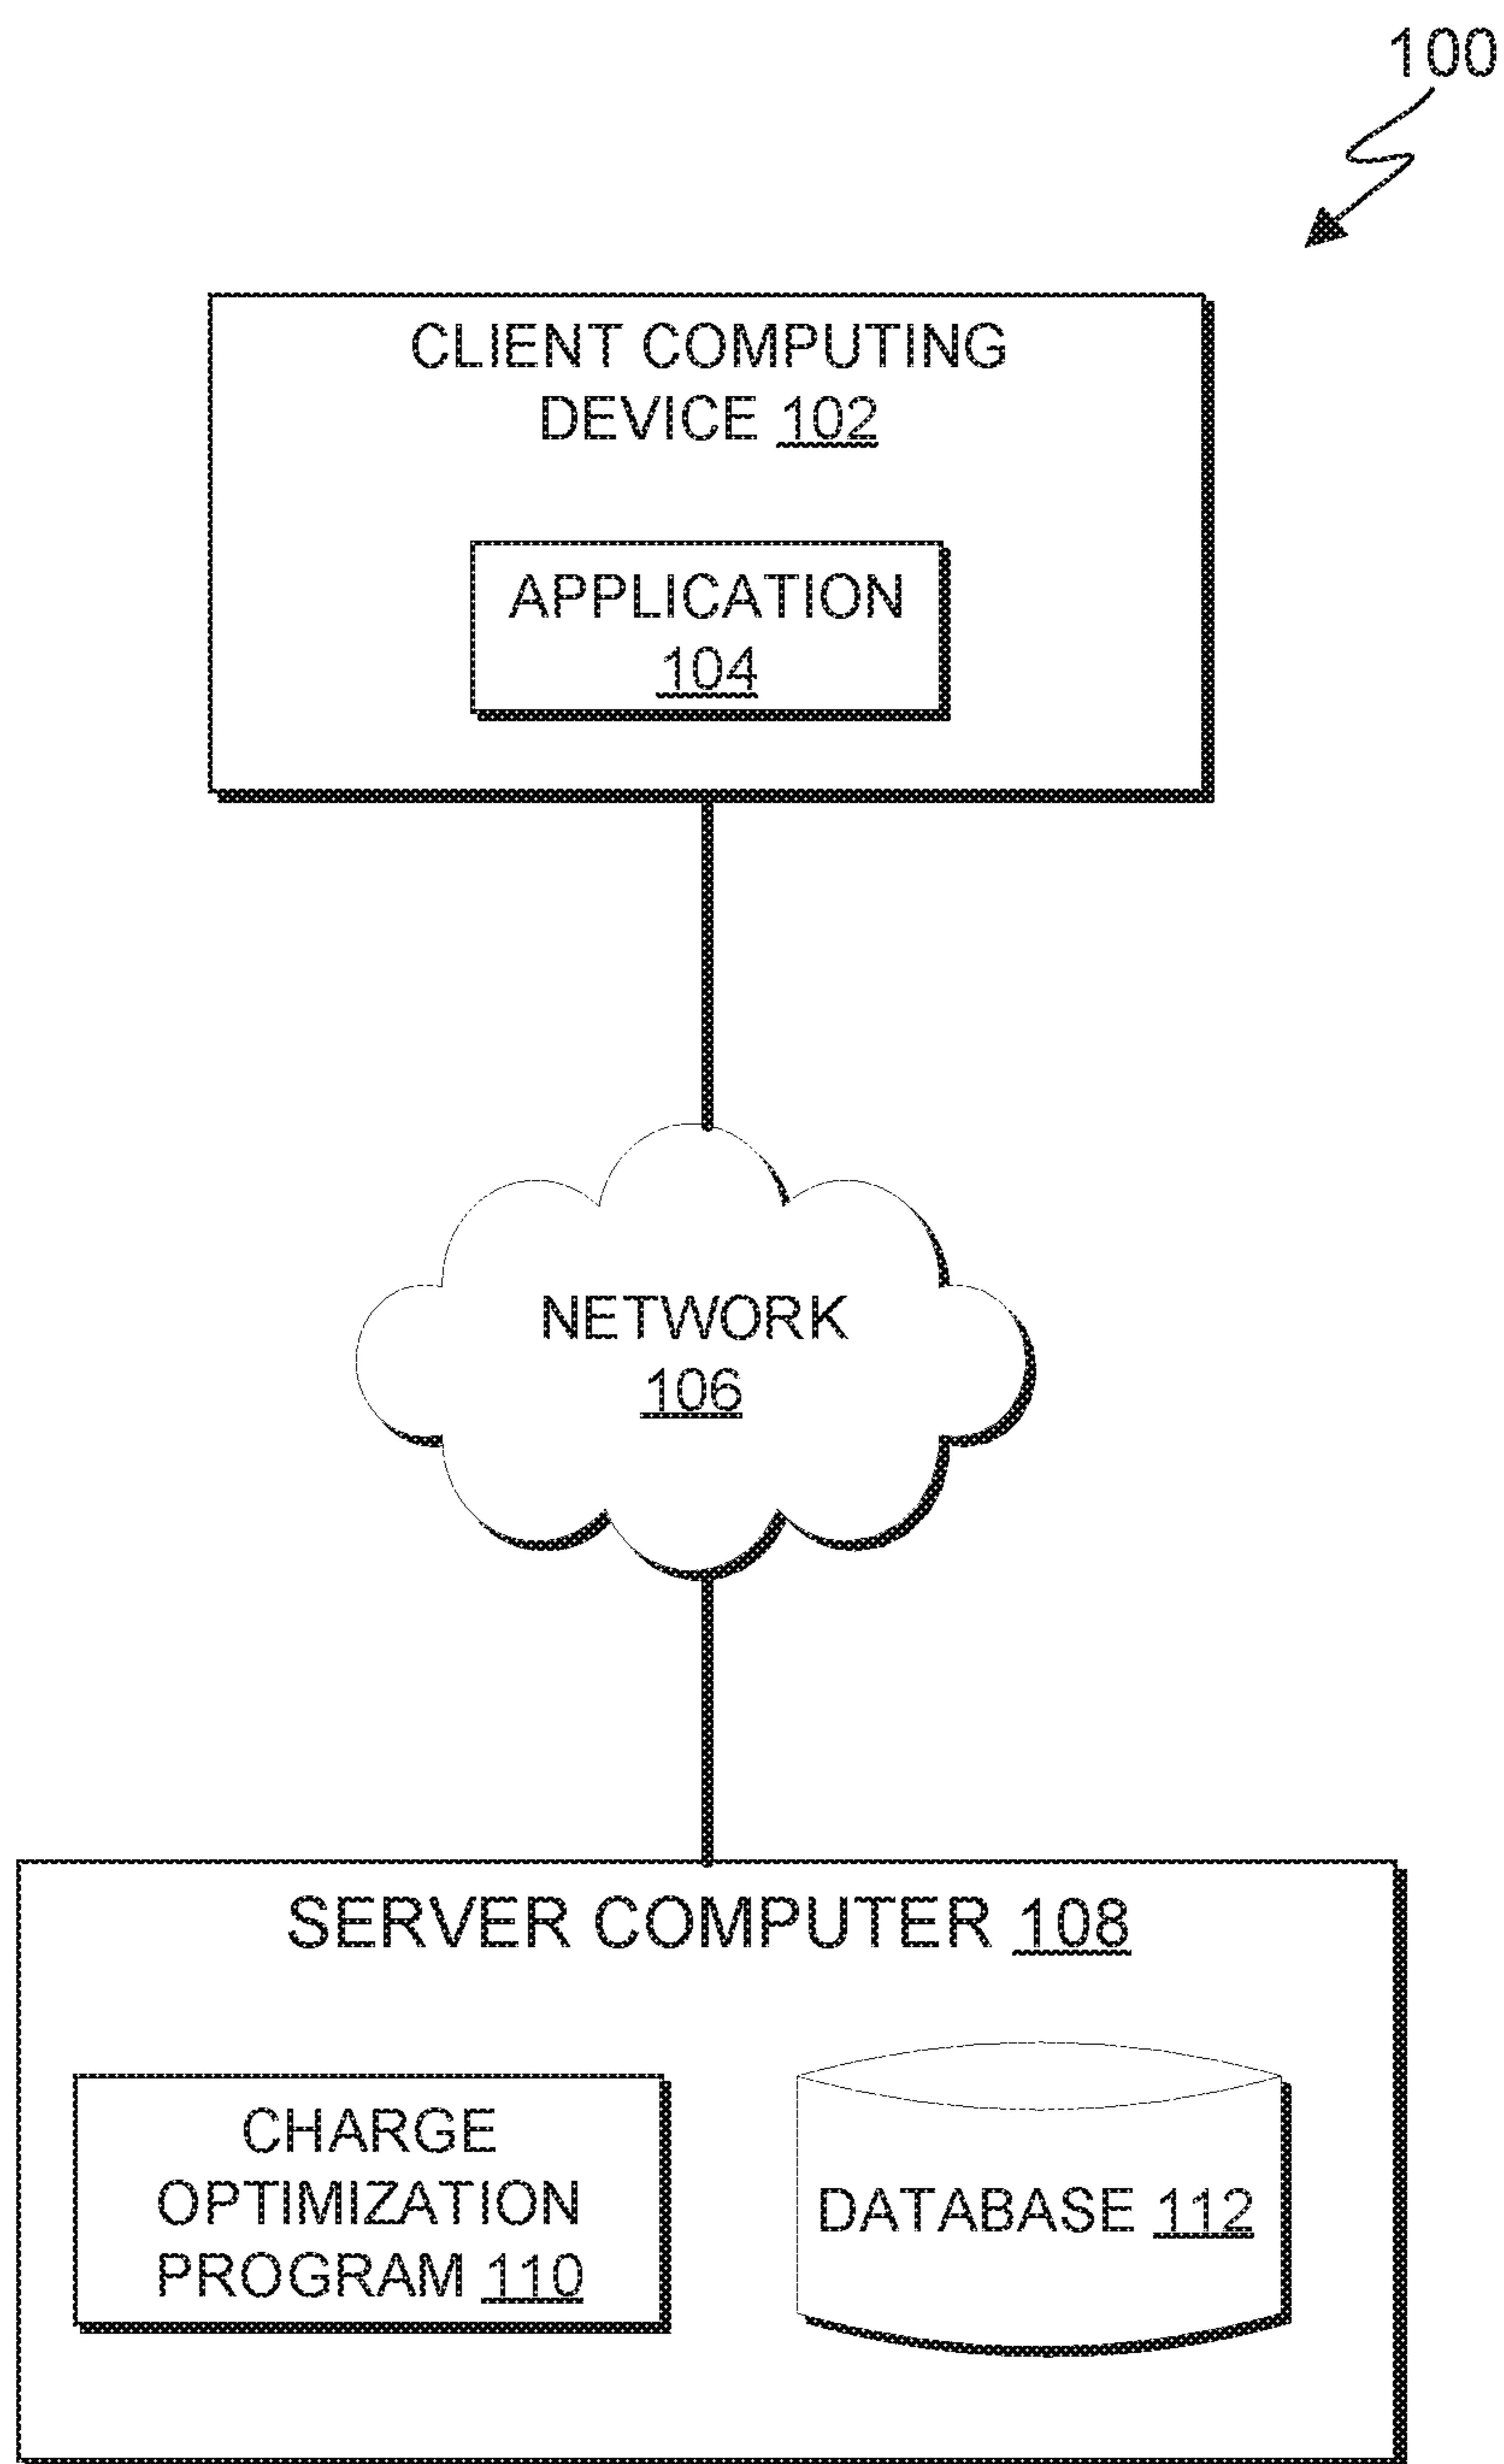 100
CLIENT COMPUTING
DEVICE 102
APPLICATION
104
NETWORK
106
SERVER COMPUTER 108
CHARGE
OPTIMIZATION
PROGRAM 110
DATABASE 112